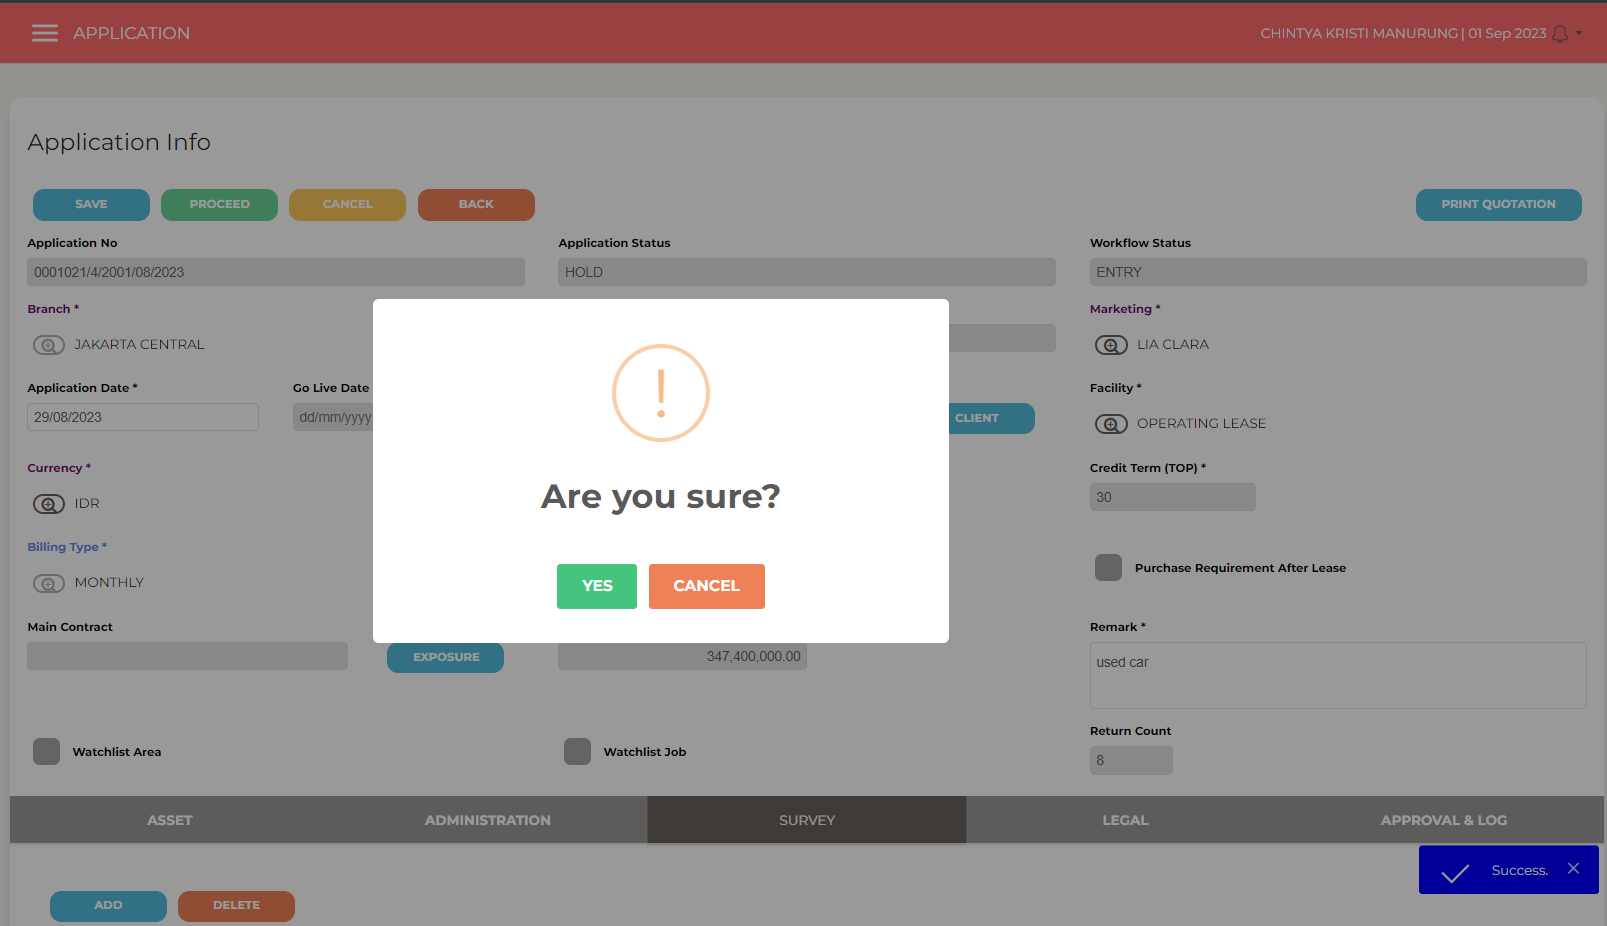 APPLICATION
CHINTYA KRISTI MANURUNG | 01 Sep 2023
Application Info
SAVE
PROCEED
CANCEL
BACK
PRINT QUOTATION
Application No
Application Status
Workflow Status
0001021/4/2001/08/2023
HOLD
ENTRY
Branch *
Marketing *
JAKARTA CENTRAL
LIA CLARA
Application Date *
Go Live Date
Facility *
29/08/2023
dd/mm/yyyy
CLIENT
OPERATING LEASE
Currency *
Credit Term (TOP) *
IDR
30
Are you sure?
Billing Type *
Purchase Requirement After Lease
MONTHLY
YES
CANCEL
Main Contract
Remark *
EXPOSURE
347,400,000.00
used car
Return Count
Watchlist Area
Watchlist Job
8
ASSET
ADMINISTRATION
SURVEY
LEGAL
APPROVAL & LOG
Success.
ADD
DELETE